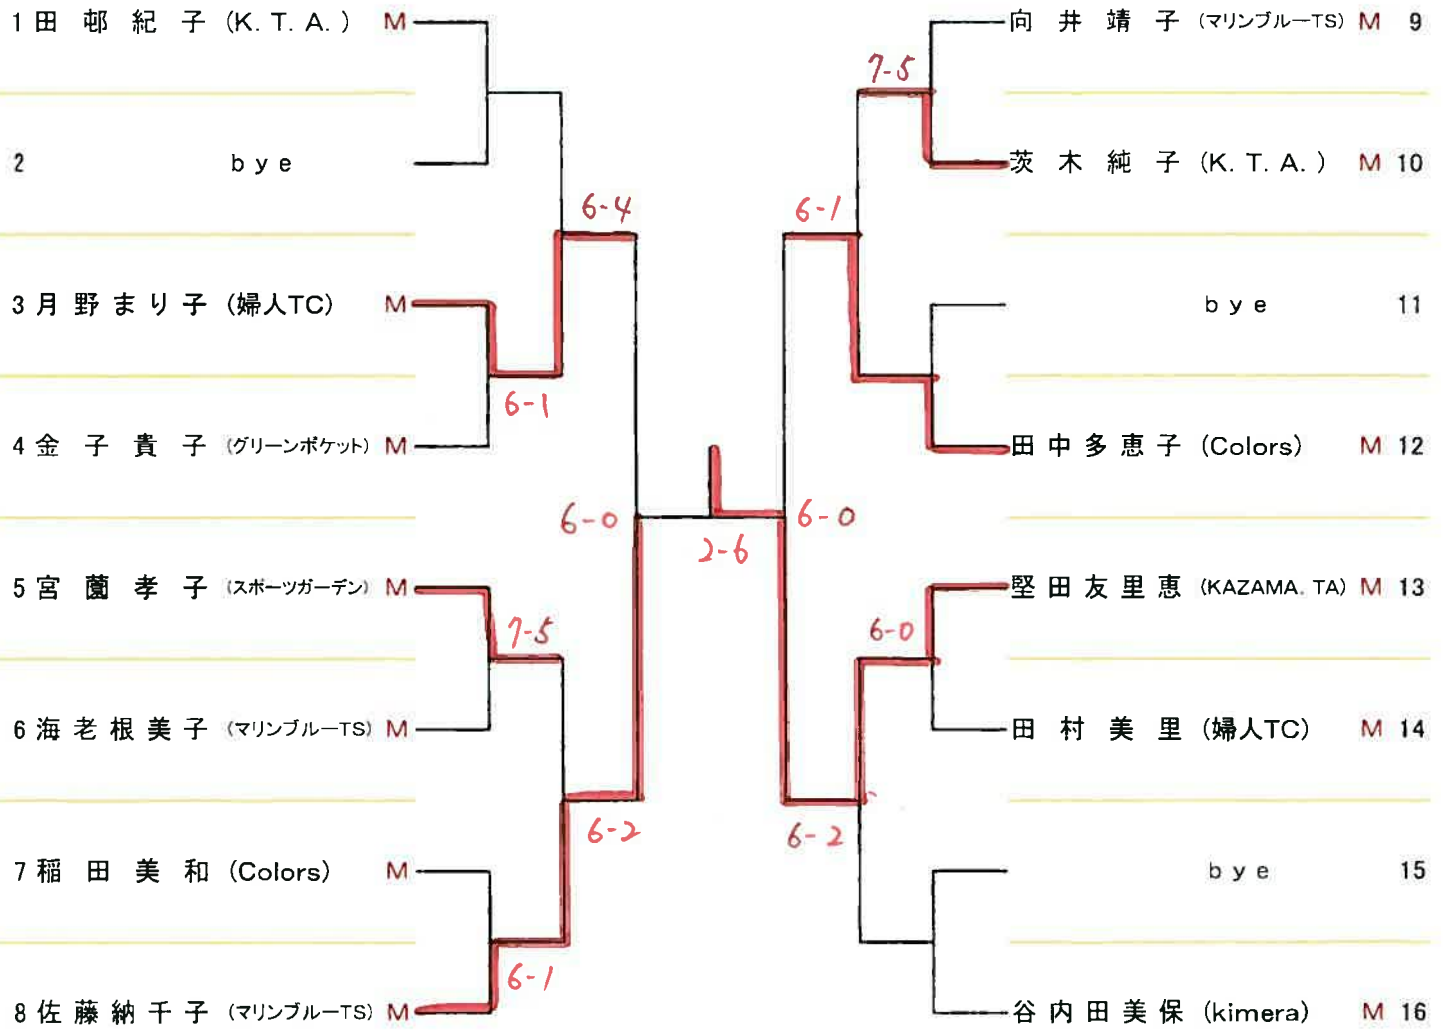 1 田邨紀子 (K.T.A.) M
2 bye
6-4
3 月野まり子 (婦人TC) M
6-1
4 金子貴子 (グリーンポケット) M
6-0
5 宮薗孝子 (スポーツガーデン) M
7-5
6 海老根美子 (マリンブルーTS) M
6-2
7 稲田美和 (Colors) M
6-1
8 佐藤納千子 (マリンブルーTS) M
2-6
向井靖子 (マリンブルーTS) M 9
7-5
茨木純子 (K.T.A.) M 10
6-1
bye 11
田中多恵子 (Colors) M 12
6-0
堅田友里恵 (KAZAMA.TA) M 13
6-0
田村美里 (婦人TC) M 14
6-2
bye 15
谷内田美保 (kimera) M 16